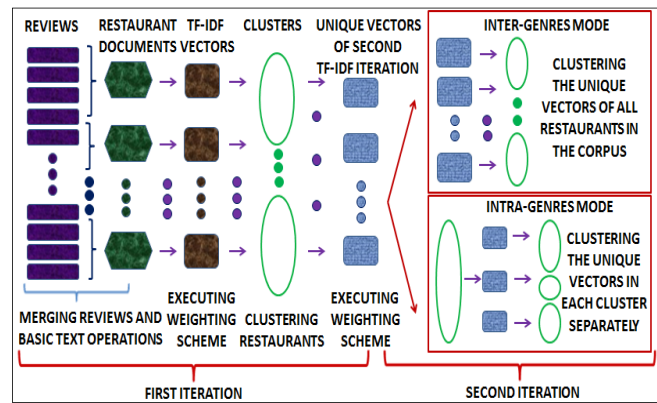 REVIEWS
RESTAURANT
DOCUMENTS
TF-IDF
VECTORS
CLUSTERS
UNIQUE VECTORS
OF SECOND
TF-IDF ITERATION
INTER-GENRES MODE
CLUSTERING
THE UNIQUE
VECTORS OF ALL
RESTAURANTS IN
THE CORPUS
INTRA-GENRES MODE
CLUSTERING
THE UNIQUE
VECTORS IN
EACH CLUSTER
SEPARATELY
MERGING REVIEWS AND
BASIC TEXT OPERATIONS
EXECUTING
WEIGHTING
SCHEME
CLUSTERING
RESTAURANTS
EXECUTING
WEIGHTING
SCHEME
FIRST ITERATION
SECOND ITERATION